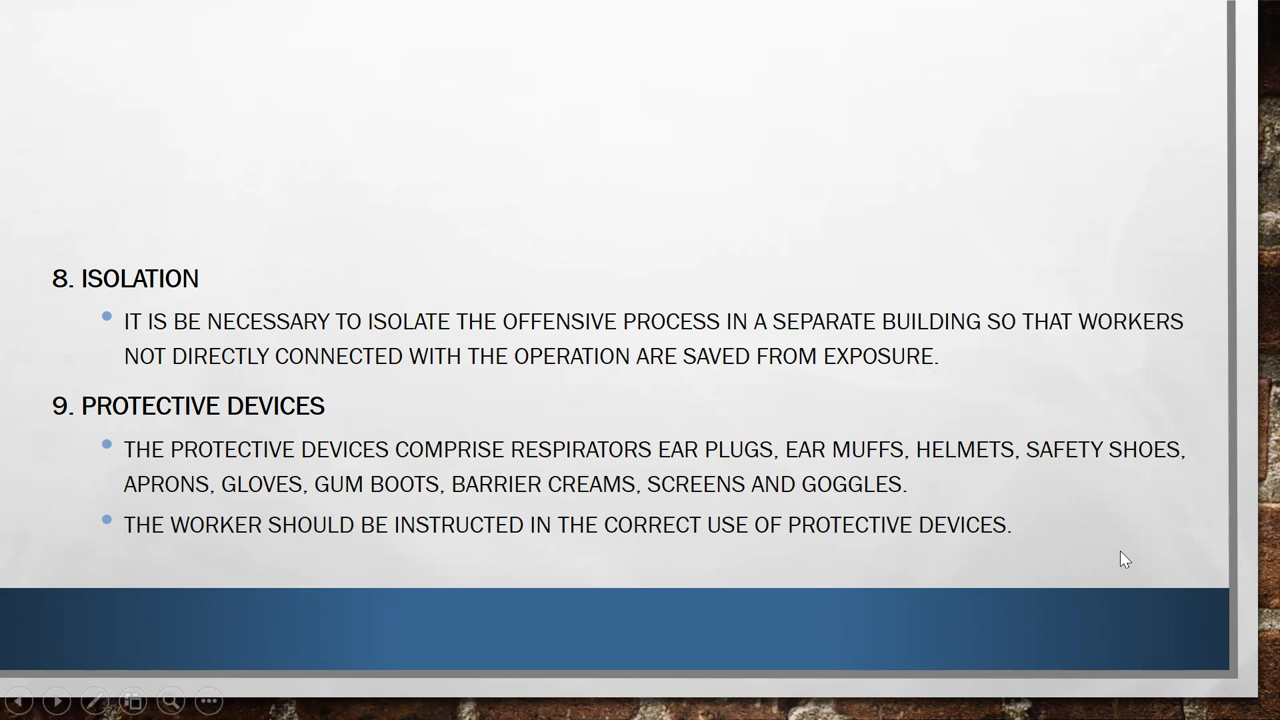 8. ISOLATION
IT IS BE NECESSARY TO ISOLATE THE OFFENSIVE PROCESS IN A SEPARATE BUILDING SO THAT WORKERS
NOT DIRECTLY CONNECTED WITH THE OPERATION ARE SAVED FROM EXPOSURE.
9. PROTECTIVE DEVICES
THE PROTECTIVE DEVICES COMPRISE RESPIRATORS EAR PLUGS, EAR MUFFS, HELMETS, SAFETY SHOES,
APRONS, GLOVES, GUM BOOTS, BARRIER CREAMS, SCREENS AND GOGGLES.
THE WORKER SHOULD BE INSTRUCTED IN THE CORRECT USE OF PROTECTIVE DEVICES.